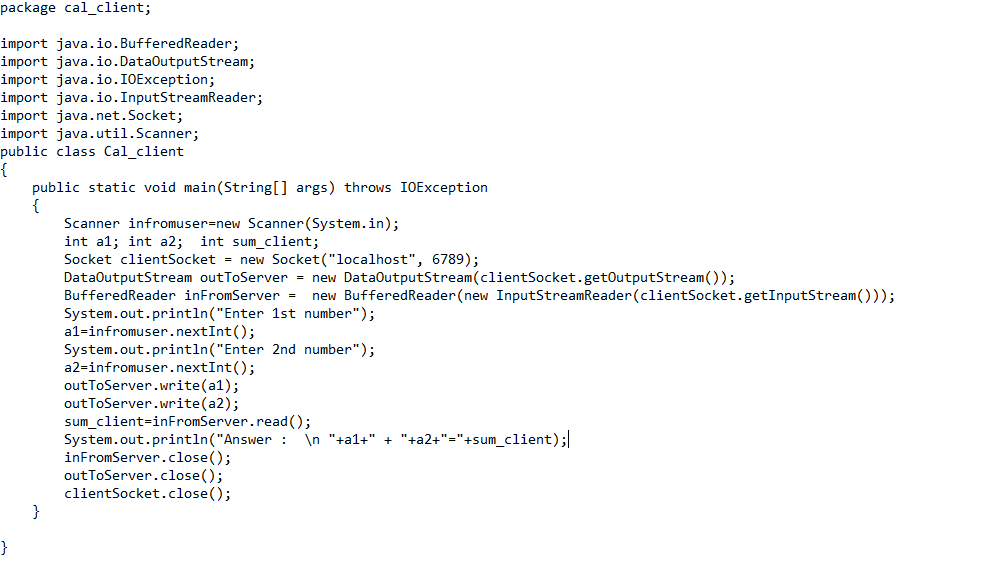 package cal_client;

import java.io.BufferedReader;
import java.io.DataOutputStream;
import java.io.IOException;
import java.io.InputStreamReader;
import java.net.Socket;
import java.util.Scanner;
public class Cal_client
{
    public static void main(String[] args) throws IOException
    {
        Scanner infromuser=new Scanner(System.in);
        int a1; int a2;  int sum_client;
        Socket clientSocket = new Socket("localhost", 6789);
        DataOutputStream outToServer = new DataOutputStream(clientSocket.getOutputStream());
        BufferedReader inFromServer =  new BufferedReader(new InputStreamReader(clientSocket.getInputStream()));
        System.out.println("Enter 1st number");
        a1=infromuser.nextInt();
        System.out.println("Enter 2nd number");
        a2=infromuser.nextInt();
        outToServer.write(a1);
        outToServer.write(a2);
        sum_client=inFromServer.read();
        System.out.println("Answer :  \n "+a1+" + "+a2+"="+sum_client);
        inFromServer.close();
        outToServer.close();
        clientSocket.close();
    }

}